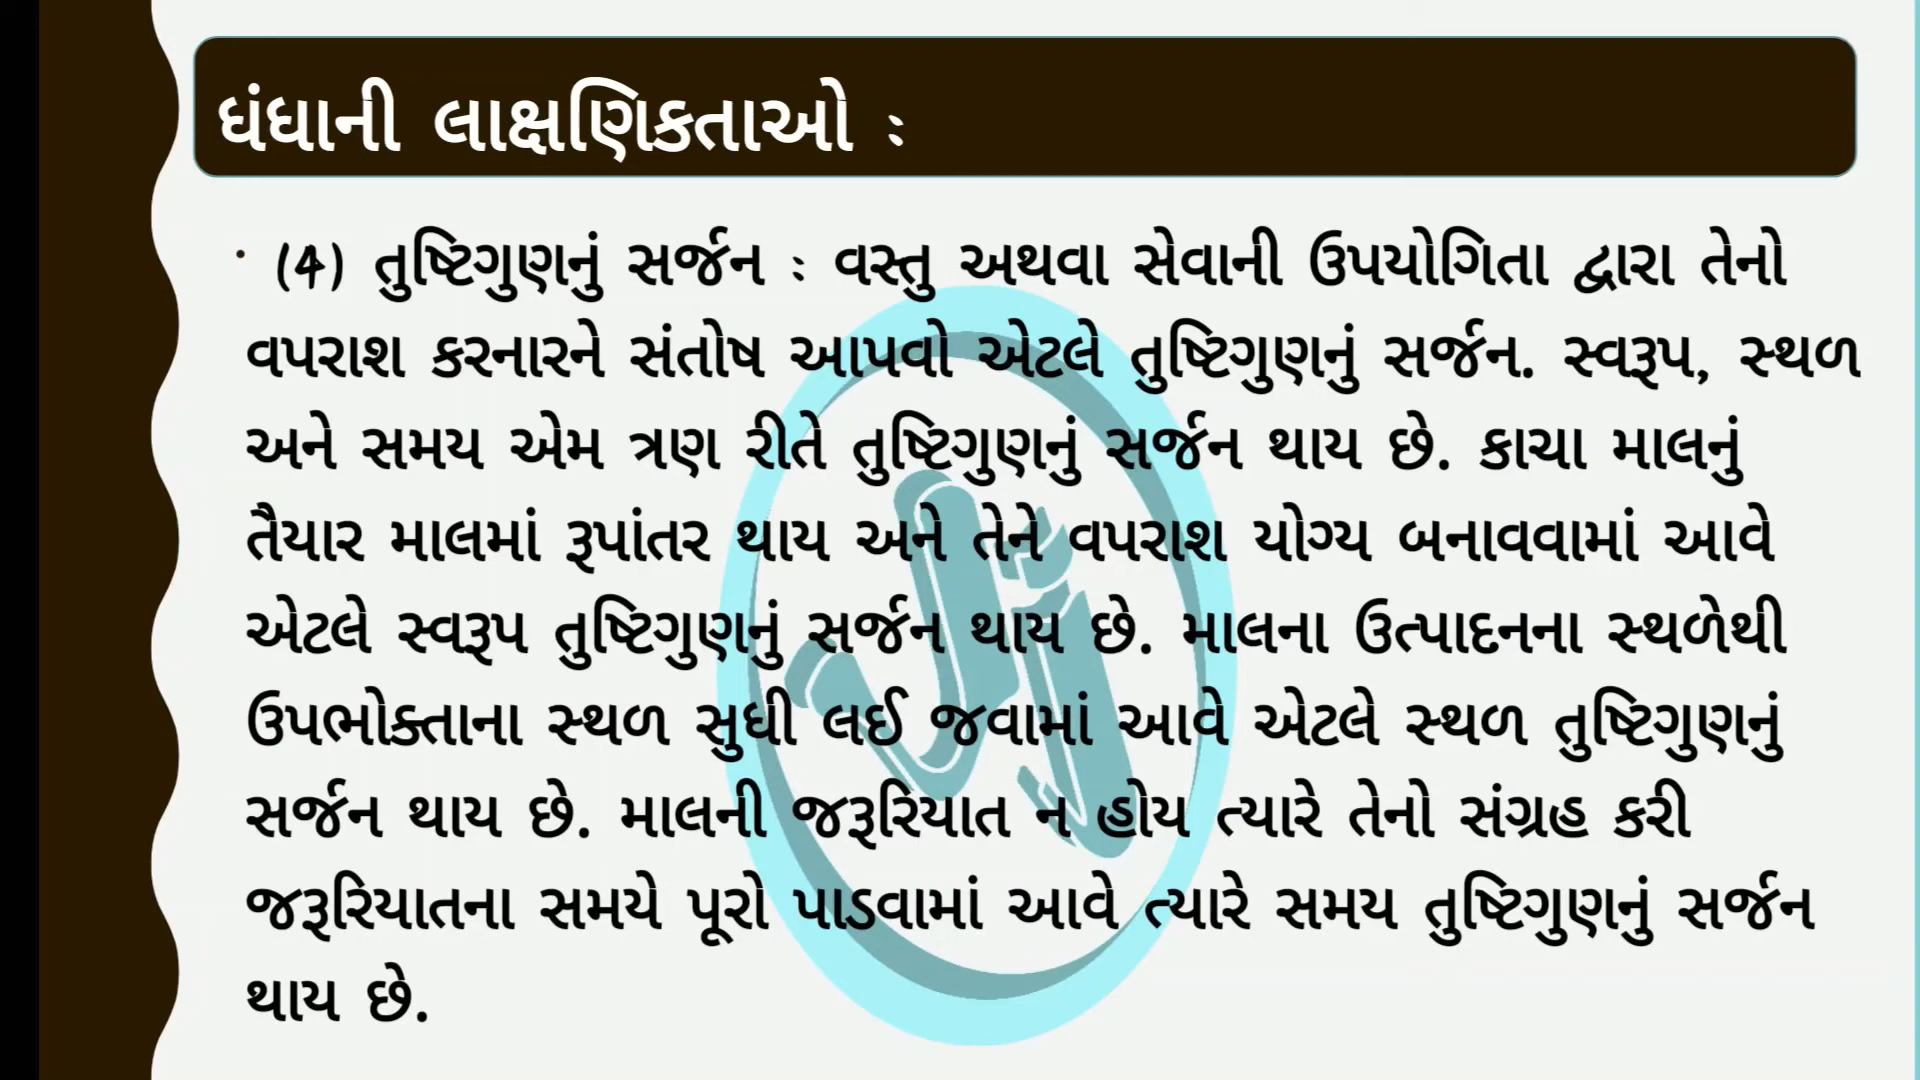 ધંધાની લાક્ષણિકતાઓ :
• (4) તુષ્ટિગુણનું સર્જન : વસ્તુ અથવા સેવાની ઉપયોગિતા દ્વારા તેનો
વપરાશ કરનારને સંતોષ આપવો એટલે તુષ્ટિગુણનું સર્જન. સ્વરૂપ, સ્થળ
અને સમય એમ ત્રણ રીતે તુષ્ટિગુણનું સર્જન થાય છે. કાચા માલનું
તૈયાર માલમાં રૂપાંતર થાય અને તેને વપરાશ યોગ્ય બનાવવામાં આવે
એટલે સ્વરૂપ તુષ્ટિગુણનું સર્જન થાય છે. માલના ઉત્પાદનના સ્થળેથી
ઉપભોક્તાના સ્થળ સુધી લઈ જવામાં આવે એટલે સ્થળ તુષ્ટિગુણનું
સર્જન થાય છે. માલની જરૂરિયાત ન હોય ત્યારે તેનો સંગ્રહ કરી
જરૂરિયાતના સમયે પૂરો પાડવામાં આવે ત્યારે સમય તુષ્ટિગુણનું સર્જન
થાય છે.